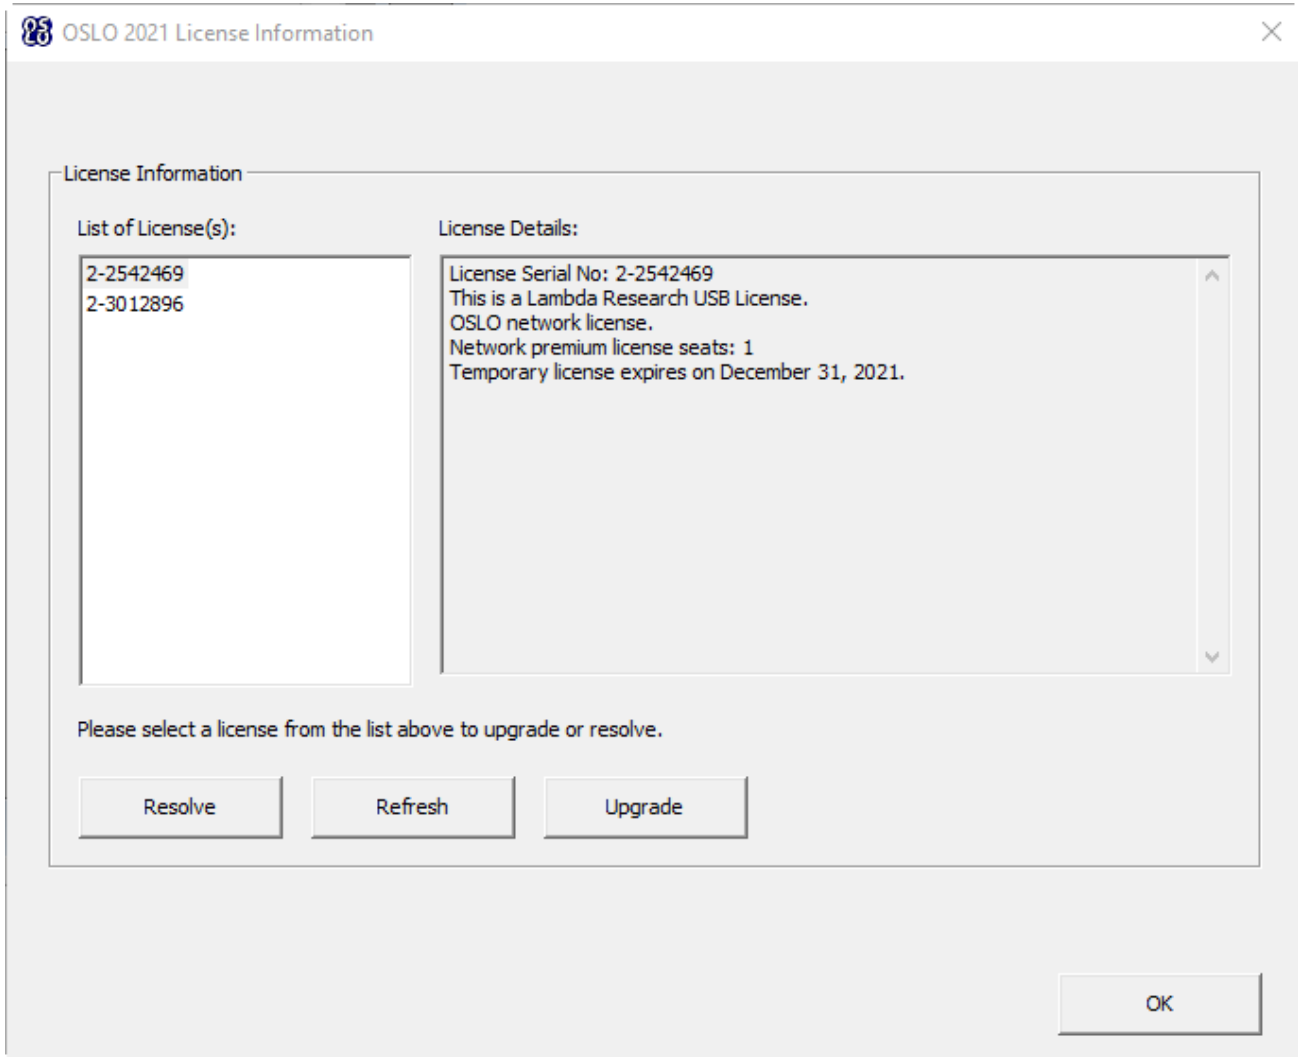 OSLO 2021 License Information
License Information
List of License(s):
License Details:
2-2542469
2-3012896
License Serial No: 2-2542469
This is a Lambda Research USB License.
OSLO network license.
Network premium license seats: 1
Temporary license expires on December 31, 2021.
Please select a license from the list above to upgrade or resolve.
Resolve
Refresh
Upgrade
OK